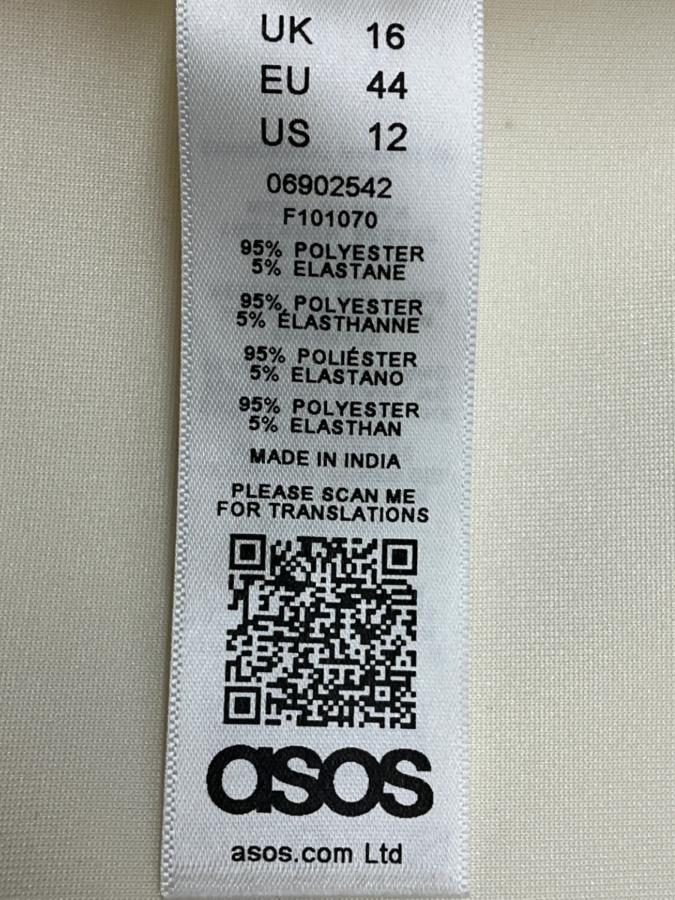 UK 16
EU 44
US 12
06902542
F101070
95% POLYESTER
5% ELASTANE
95% POLYESTER
5% ÉLASTHANNE
95% POLIÉSTER
5% ELASTANO
95% POLYESTER
5% ELASTHAN
MADE IN INDIA
PLEASE SCAN ME
FOR TRANSLATIONS
asos
asos.com Ltd